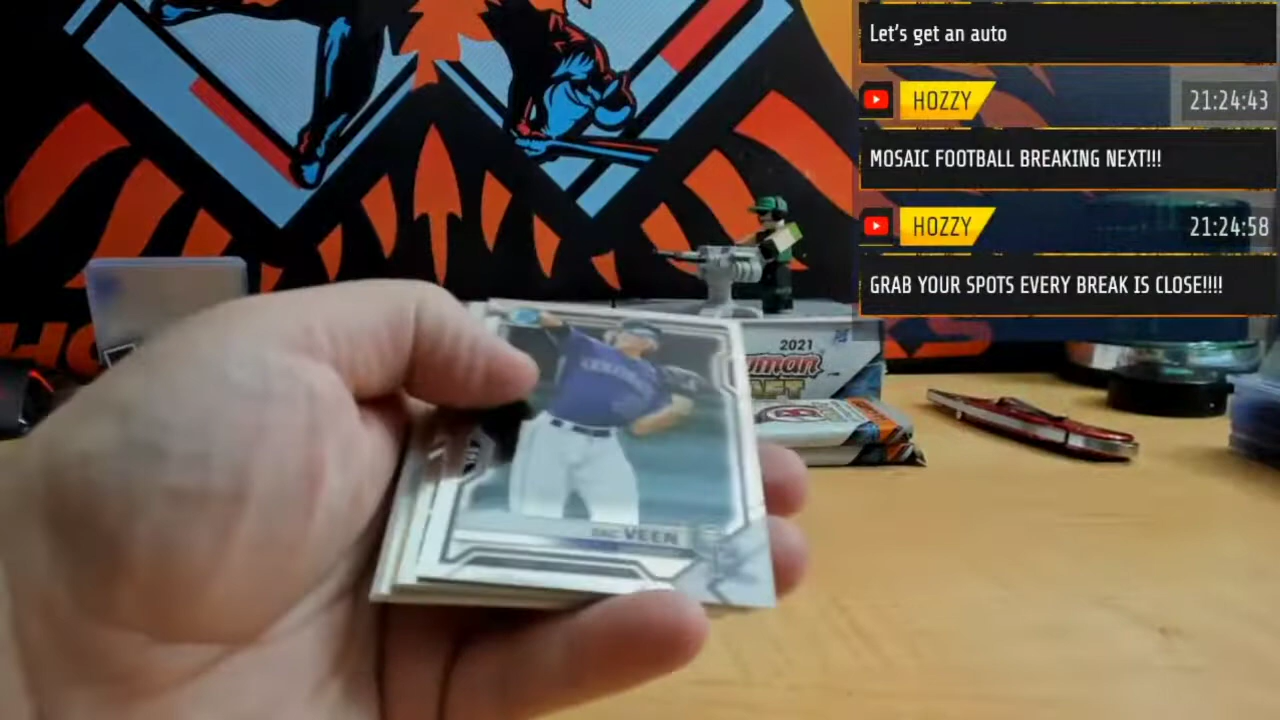 Let's get an auto
HOZZY
21:24:43
MOSAIC FOOTBALL BREAKING NEXT!!!
HOZZY
21:24:58
GRAB YOUR SPOTS EVERY BREAK IS CLOSE!!!!
2021
VEEN